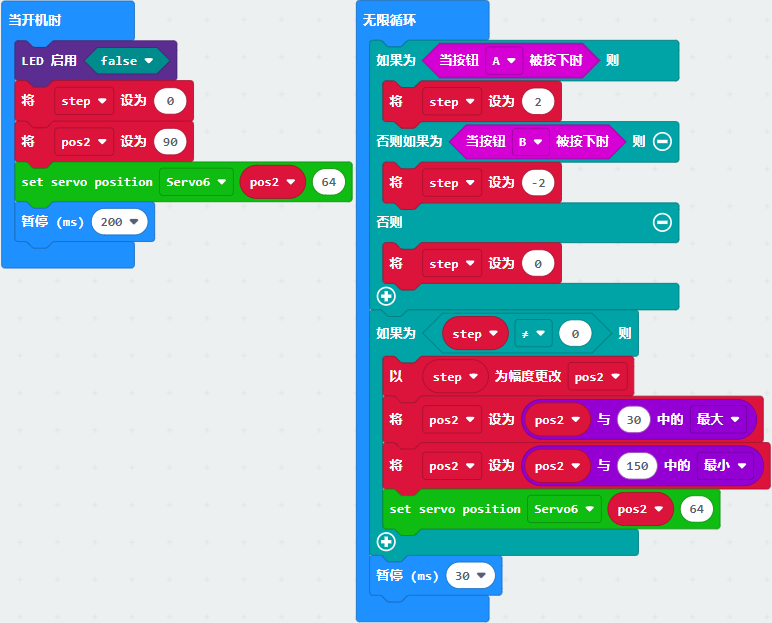 当开机时
LED 启用 false
将 step 设为 0
将 pos2 设为 90
set servo position Servo6 pos2 64
暂停 (ms) 200
无限循环
如果为 当按钮 A 被按下时 则
将 step 设为 2
否则如果为 当按钮 B 被按下时 则
将 step 设为 -2
否则
将 step 设为 0
如果为 step ≠ 0 则
以 step 为幅度更改 pos2
将 pos2 设为 pos2 与 30 中的 最大
将 pos2 设为 pos2 与 150 中的 最小
set servo position Servo6 pos2 64
暂停 (ms) 30